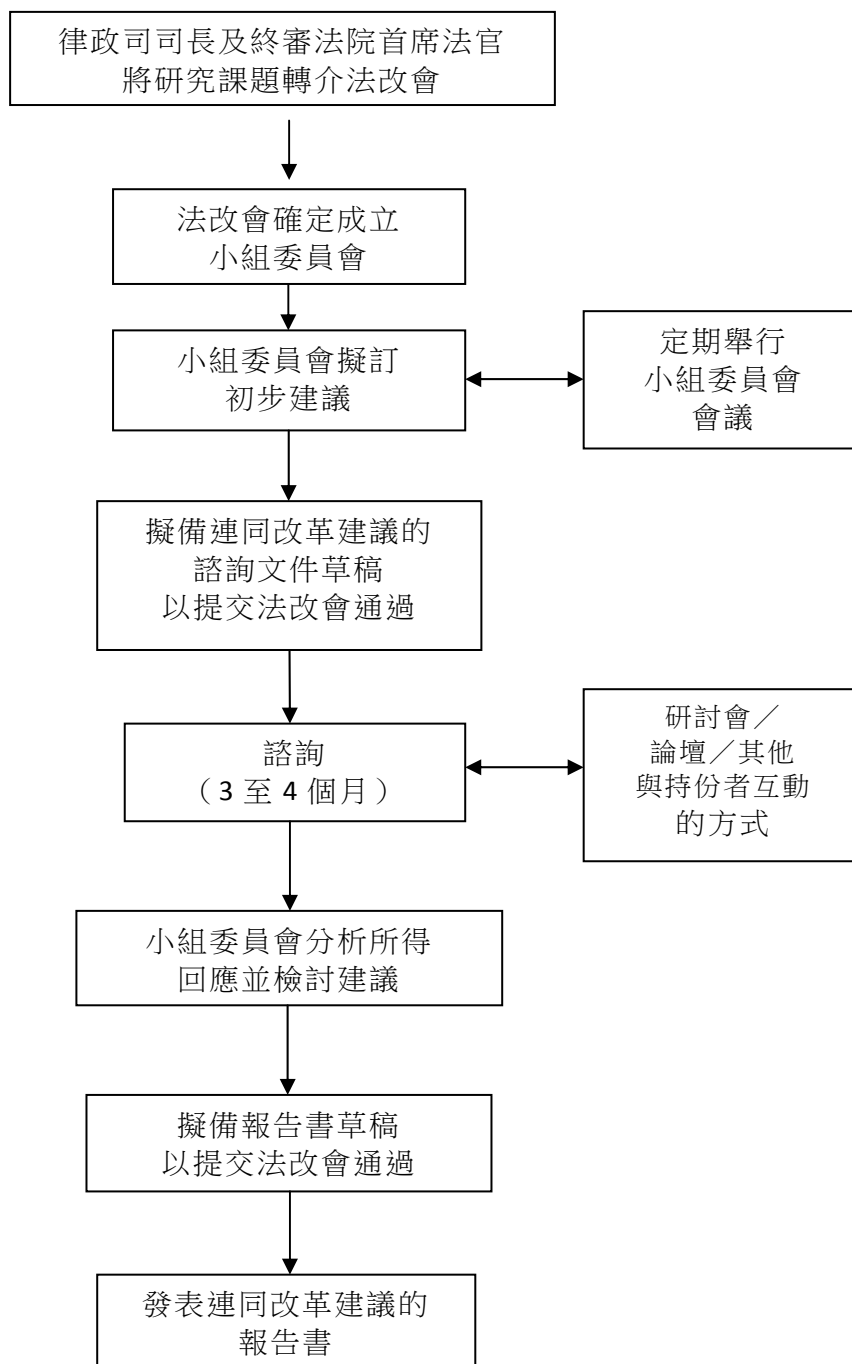 律政司司長及終審法院首席法官
將研究課題轉介法改會
法改會確定成立
小組委員會
小組委員會擬訂
初步建議
定期舉行
小組委員會
會議
擬備連同改革建議的
諮詢文件草稿
以提交法改會通過
諮詢
（3 至 4 個月）
研討會／
論壇／其他
與持份者互動
的方式
小組委員會分析所得
回應並檢討建議
擬備報告書草稿
以提交法改會通過
發表連同改革建議的
報告書